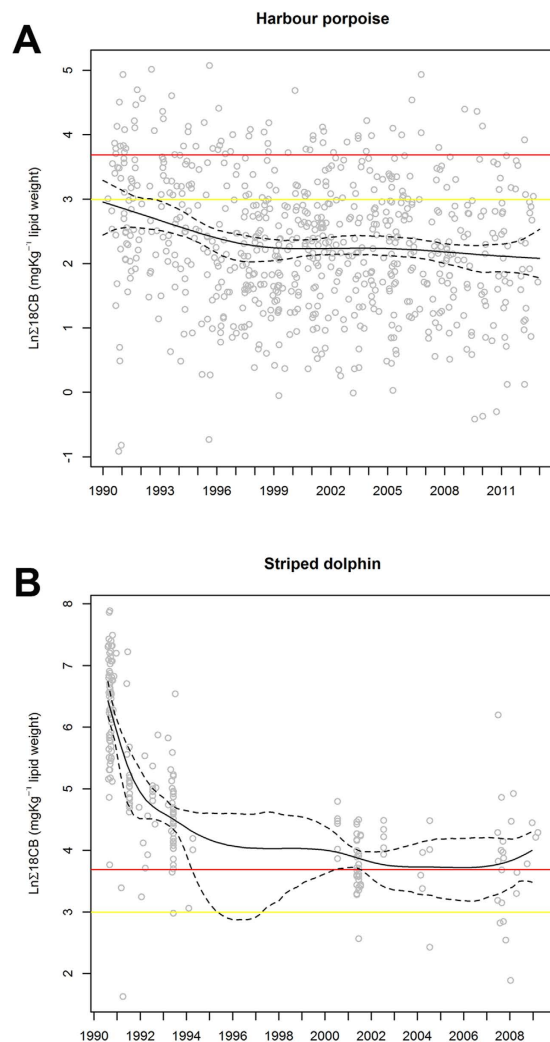 Harbour porpoise
A
LnΣ18CB (mgKg⁻¹ lipid weight)
5
4
3
2
1
0
-1
1990 1993 1996 1999 2002 2005 2008 2011
Striped dolphin
B
LnΣ18CB (mgKg⁻¹ lipid weight)
8
7
6
5
4
3
2
1990 1992 1994 1996 1998 2000 2002 2004 2006 2008